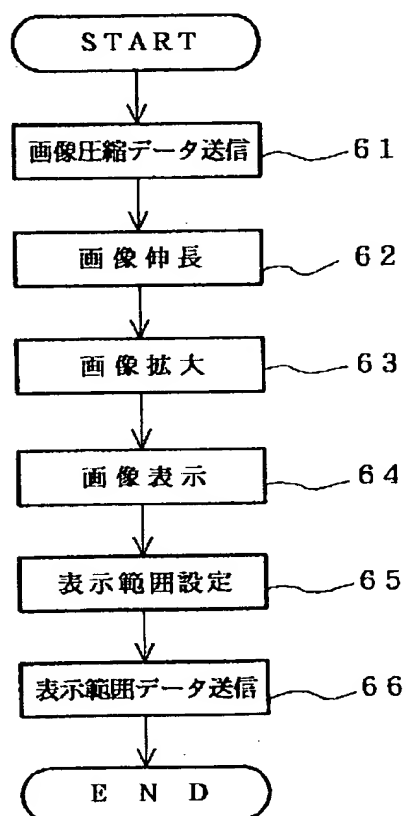 START
画像圧縮データ送信 61
画像伸長 62
画像拡大 63
画像表示 64
表示範囲設定 65
表示範囲データ送信 66
END